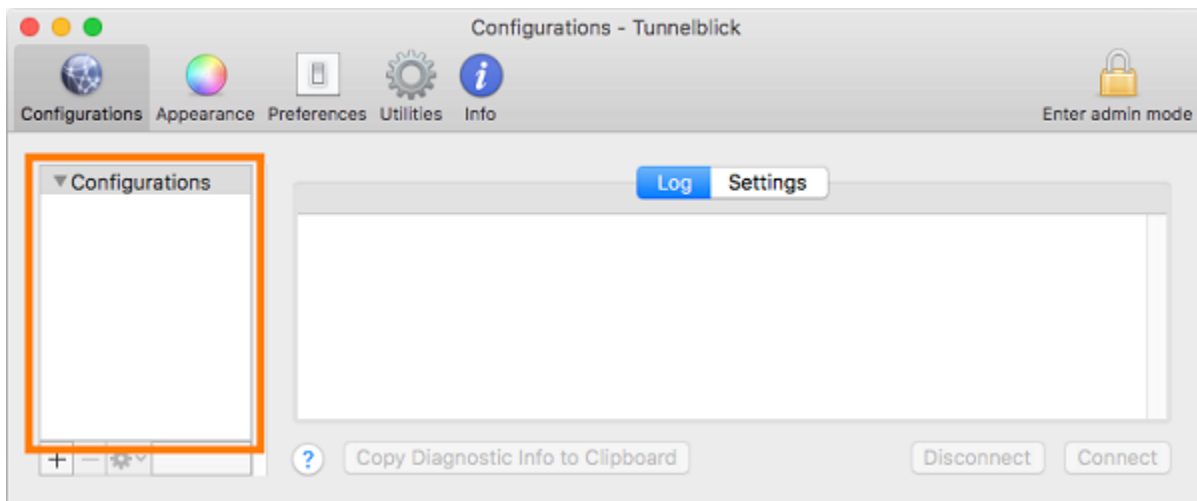 Configurations - Tunnelblick
Configurations Appearance Preferences Utilities Info Enter admin mode
Configurations
Log Settings
+ −
? Copy Diagnostic Info to Clipboard Disconnect Connect